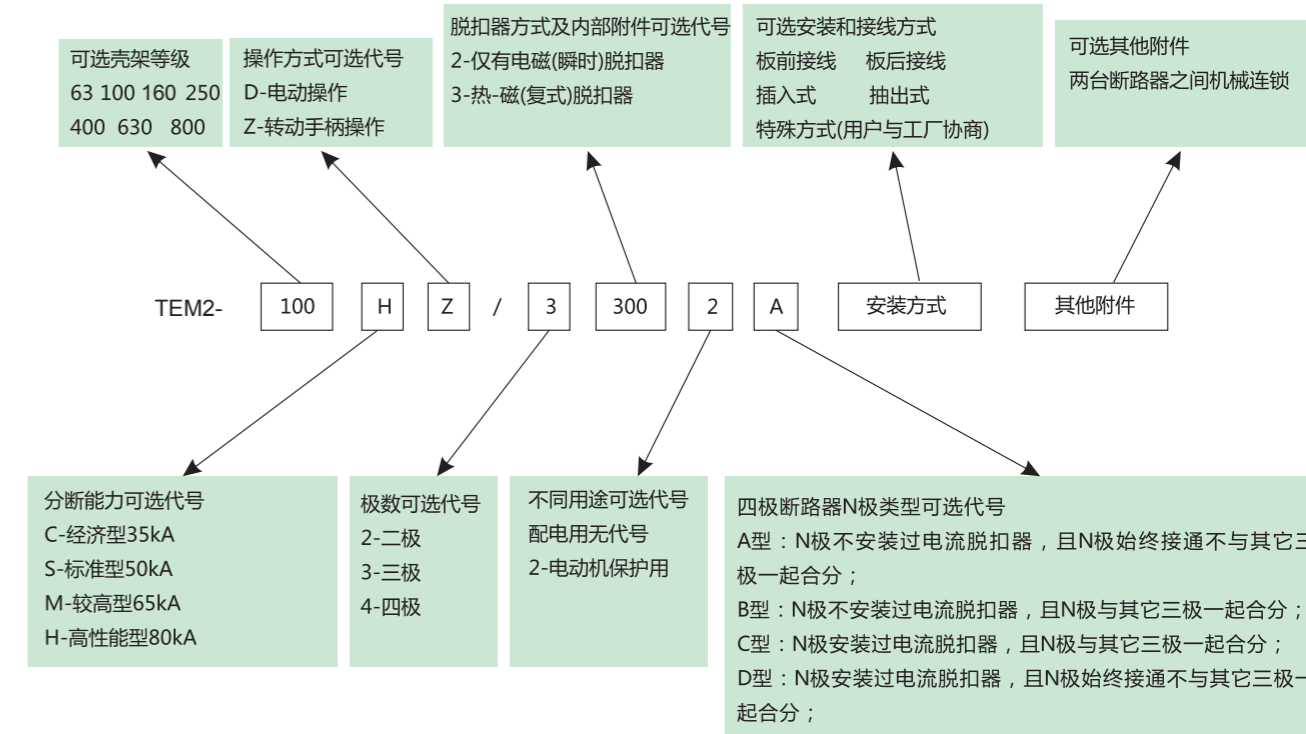 可选壳架等级
63 100 160 250
400 630 800
操作方式可选代号
D-电动操作
Z-转动手柄操作
脱扣器方式及内部附件可选代号
2-仅有电磁(瞬时)脱扣器
3-热-磁(复式)脱扣器
可选安装和接线方式
板前接线 板后接线
插入式 抽出式
特殊方式(用户与工厂协商)
可选其他附件
两台断路器之间机械连锁
TEM2- 100 H Z / 3 300 2 A 安装方式 其他附件
分断能力可选代号
C-经济型35kA
S-标准型50kA
M-较高型65kA
H-高性能型80kA
极数可选代号
2-二极
3-三极
4-四极
不同用途可选代号
配电用无代号
2-电动机保护用
四极断路器N极类型可选代号
A型：N极不安装过电流脱扣器，且N极始终接通不与其它三
极一起合分；
B型：N极不安装过电流脱扣器，且N极与其它三极一起合分；
C型：N极安装过电流脱扣器，且N极与其它三极一起合分；
D型：N极安装过电流脱扣器，且N极始终接通不与其它三极一
起合分；